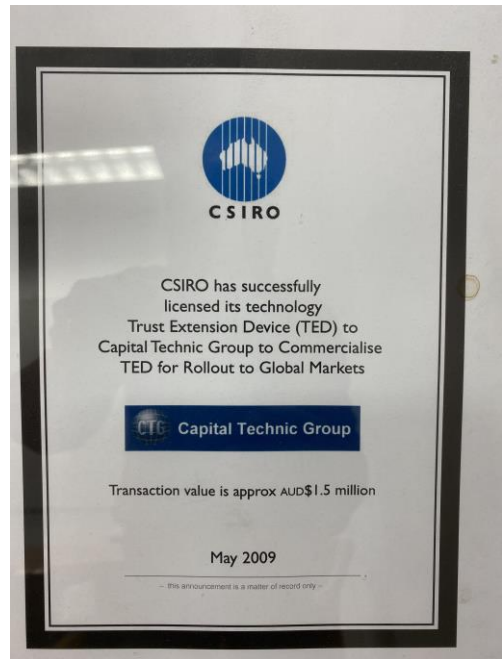 CSIRO
CSIRO has successfully
licensed its technology
Trust Extension Device (TED) to
Capital Technic Group to Commercialise
TED for Rollout to Global Markets
CTG Capital Technic Group
Transaction value is approx AUD$1.5 million
May 2009
– this announcement is a matter of record only –